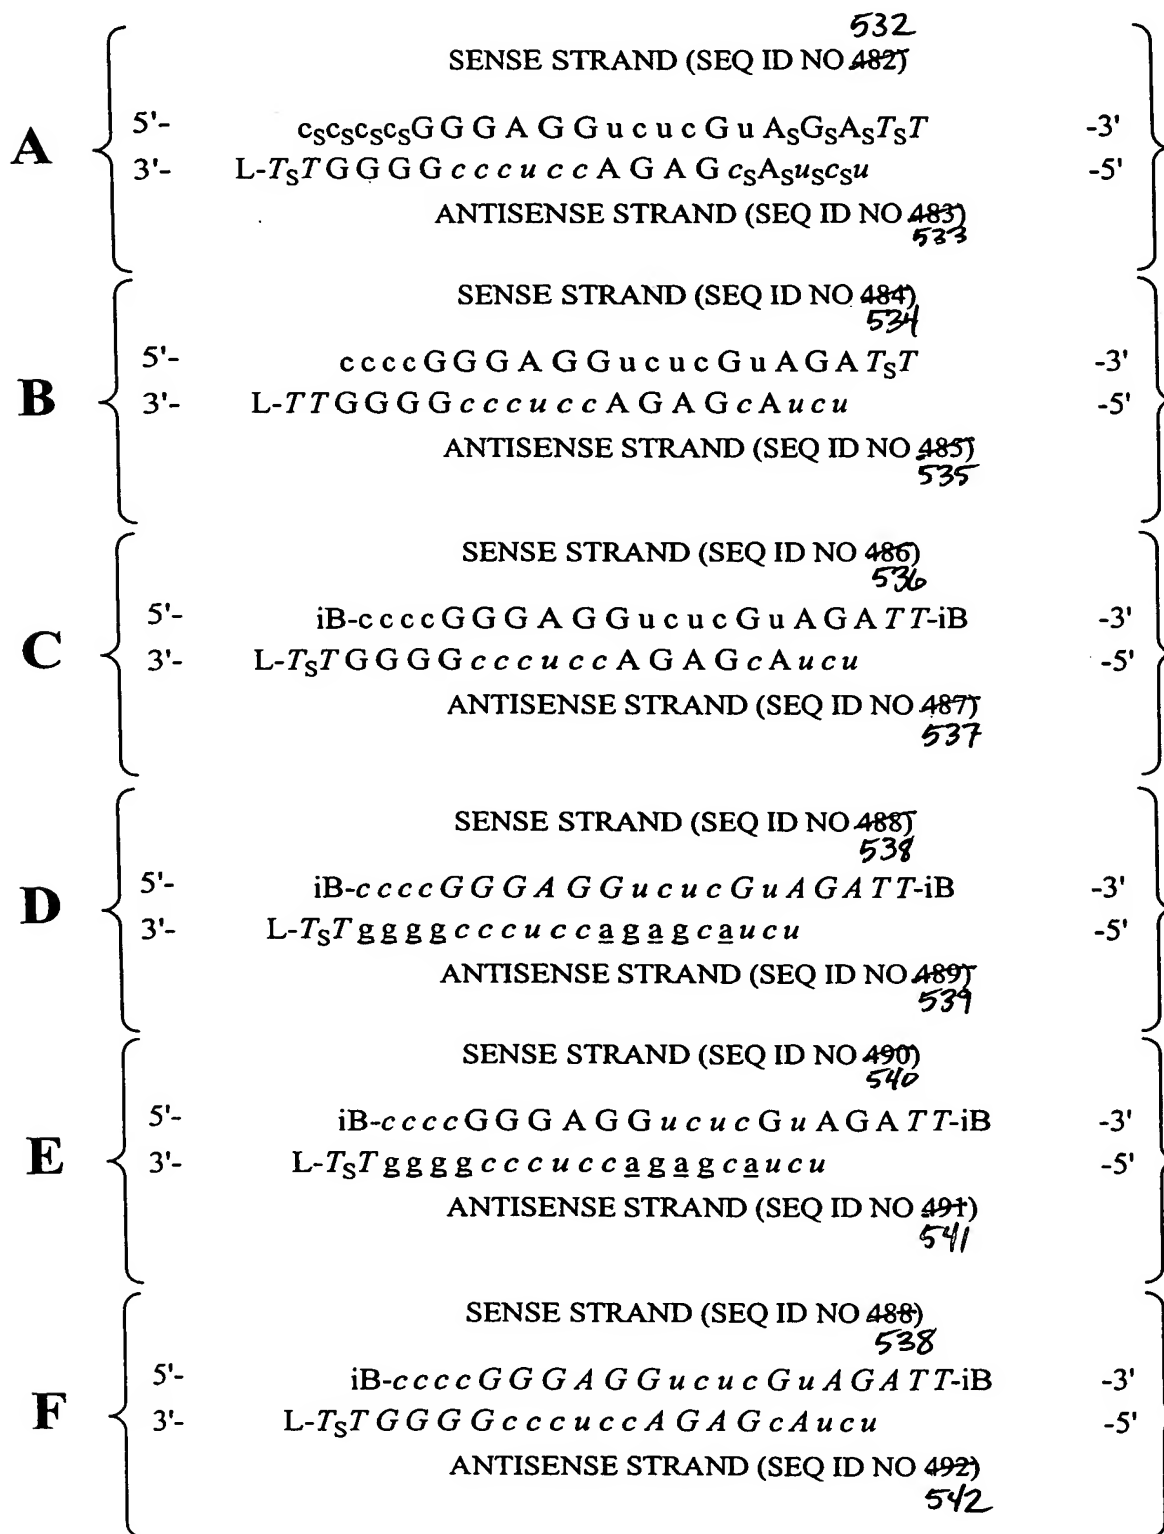 532
SENSE STRAND (SEQ ID NO 482)
A
5'- cScScScSGGGAGGucucGuASGSASTST -3'
3'- L-TSTGGGGcccuccAGAGcSASuScSu -5'
ANTISENSE STRAND (SEQ ID NO 483)
533
SENSE STRAND (SEQ ID NO 484)
534
B
5'- ccccGGGAGGucucGuAGATST -3'
3'- L-TTGGGGcccuccAGAGcAucu -5'
ANTISENSE STRAND (SEQ ID NO 485)
535
SENSE STRAND (SEQ ID NO 486)
536
C
5'- iB-ccccGGGAGGucucGuAGATT-iB -3'
3'- L-TSTGGGGcccuccAGAGcAucu -5'
ANTISENSE STRAND (SEQ ID NO 487)
537
SENSE STRAND (SEQ ID NO 488)
538
D
5'- iB-ccccGGGAGGucucGuAGATT-iB -3'
3'- L-TSTggggcccuccagagcaucu -5'
ANTISENSE STRAND (SEQ ID NO 489)
539
SENSE STRAND (SEQ ID NO 490)
540
E
5'- iB-ccccGGGAGGucucGuAGATT-iB -3'
3'- L-TSTggggcccuccagagcaucu -5'
ANTISENSE STRAND (SEQ ID NO 491)
541
SENSE STRAND (SEQ ID NO 488)
538
F
5'- iB-ccccGGGAGGucucGuAGATT-iB -3'
3'- L-TSTGGGGcccuccAGAGcAucu -5'
ANTISENSE STRAND (SEQ ID NO 492)
542